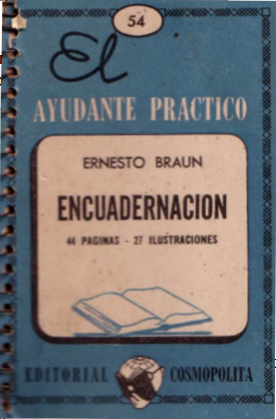 54
El
AYUDANTE PRACTICO
ERNESTO BRAUN
ENCUADERNACION
44 PAGINAS - 27 ILUSTRACIONES
EDITORIAL COSMOPOLITA